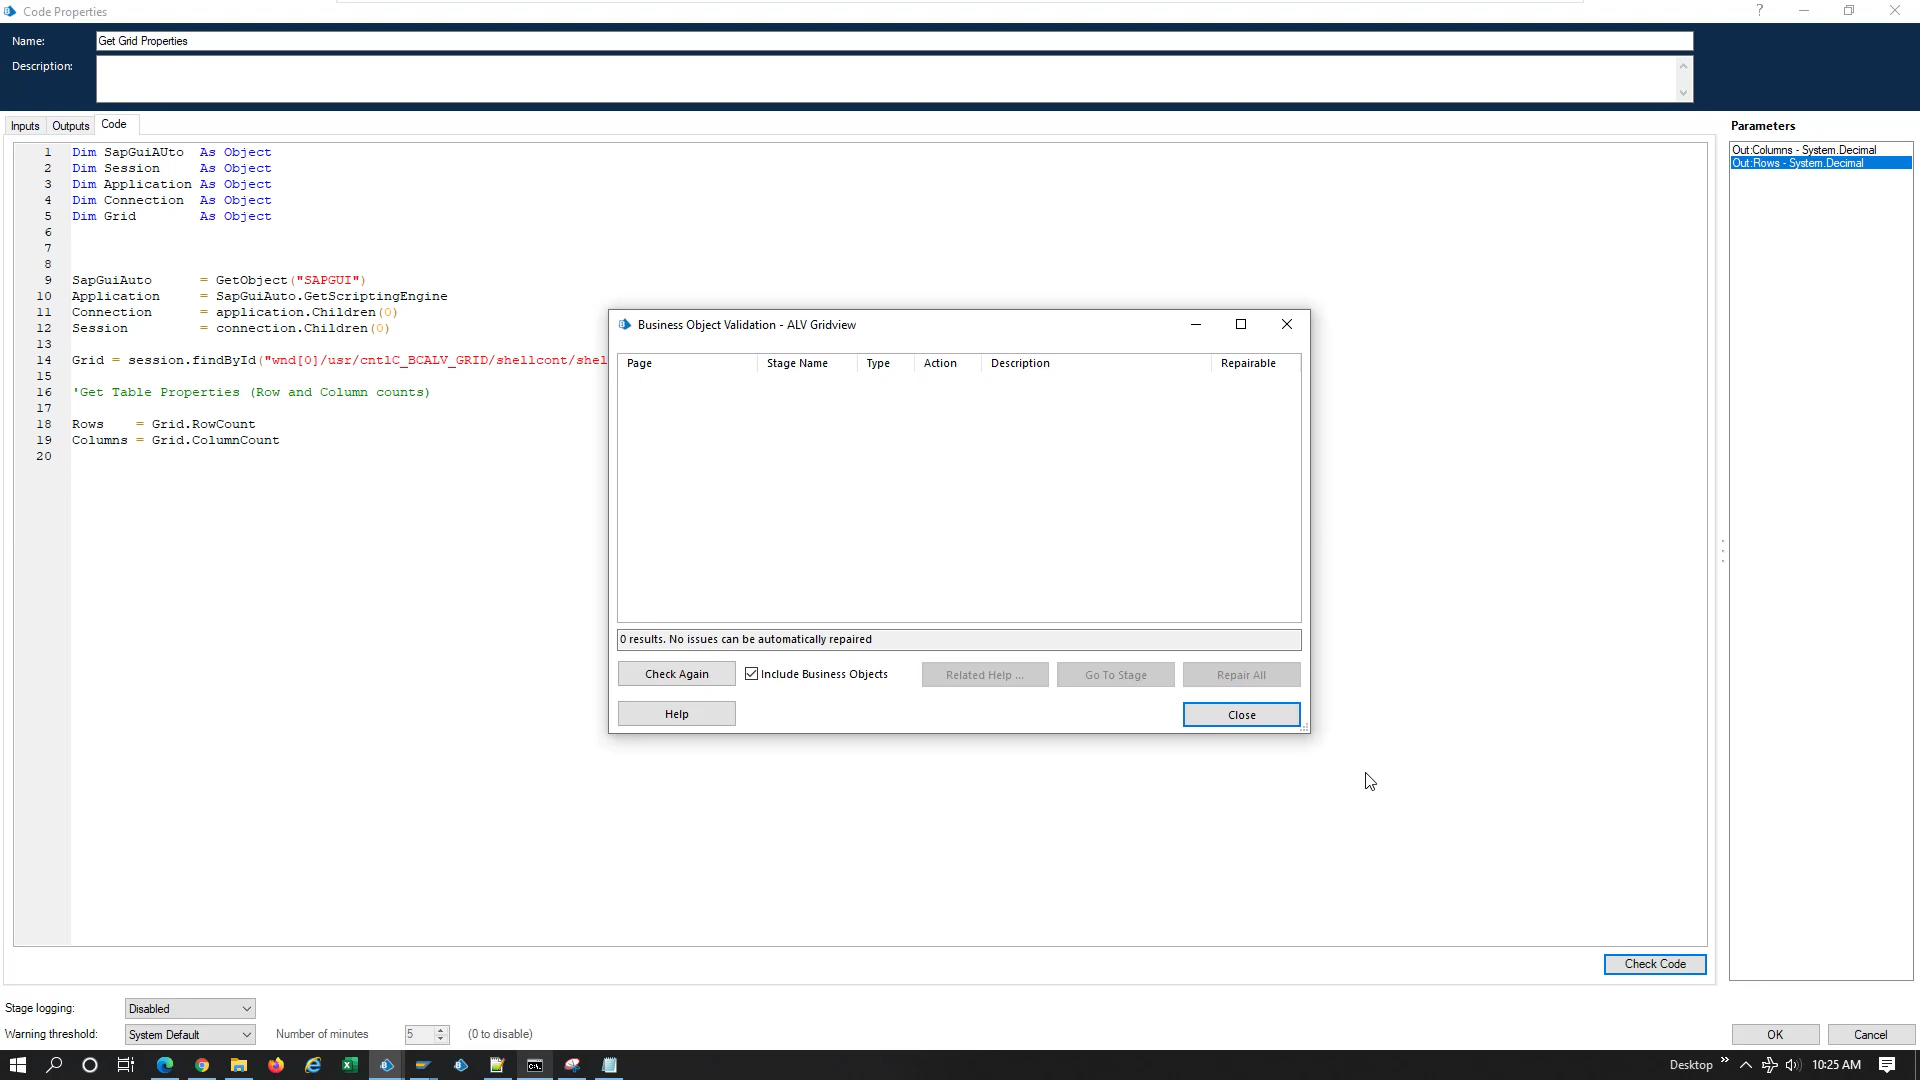 Code Properties
Name:
Get Grid Properties
Description:
Inputs
Outputs
Code
Parameters
Out:Columns - System.Decimal
Out:Rows - System.Decimal
1 Dim SapGuiAUto As Object
2 Dim Session As Object
3 Dim Application As Object
4 Dim Connection As Object
5 Dim Grid As Object
6
7
8
9 SapGuiAuto = GetObject("SAPGUI")
10 Application = SapGuiAuto.GetScriptingEngine
11 Connection = application.Children(0)
12 Session = connection.Children(0)
13
14 Grid = session.findById("wnd[0]/usr/cntlC_BCALV_GRID/shellcont/shel
15
16 'Get Table Properties (Row and Column counts)
17
18 Rows = Grid.RowCount
19 Columns = Grid.ColumnCount
20
Business Object Validation - ALV Gridview
Page Stage Name Type Action Description Repairable
0 results. No issues can be automatically repaired
Check Again
Include Business Objects
Related Help ...
Go To Stage
Repair All
Help
Close
Check Code
Stage logging:
Disabled
Warning threshold:
System Default
Number of minutes
5
(0 to disable)
OK
Cancel
Desktop
10:25 AM